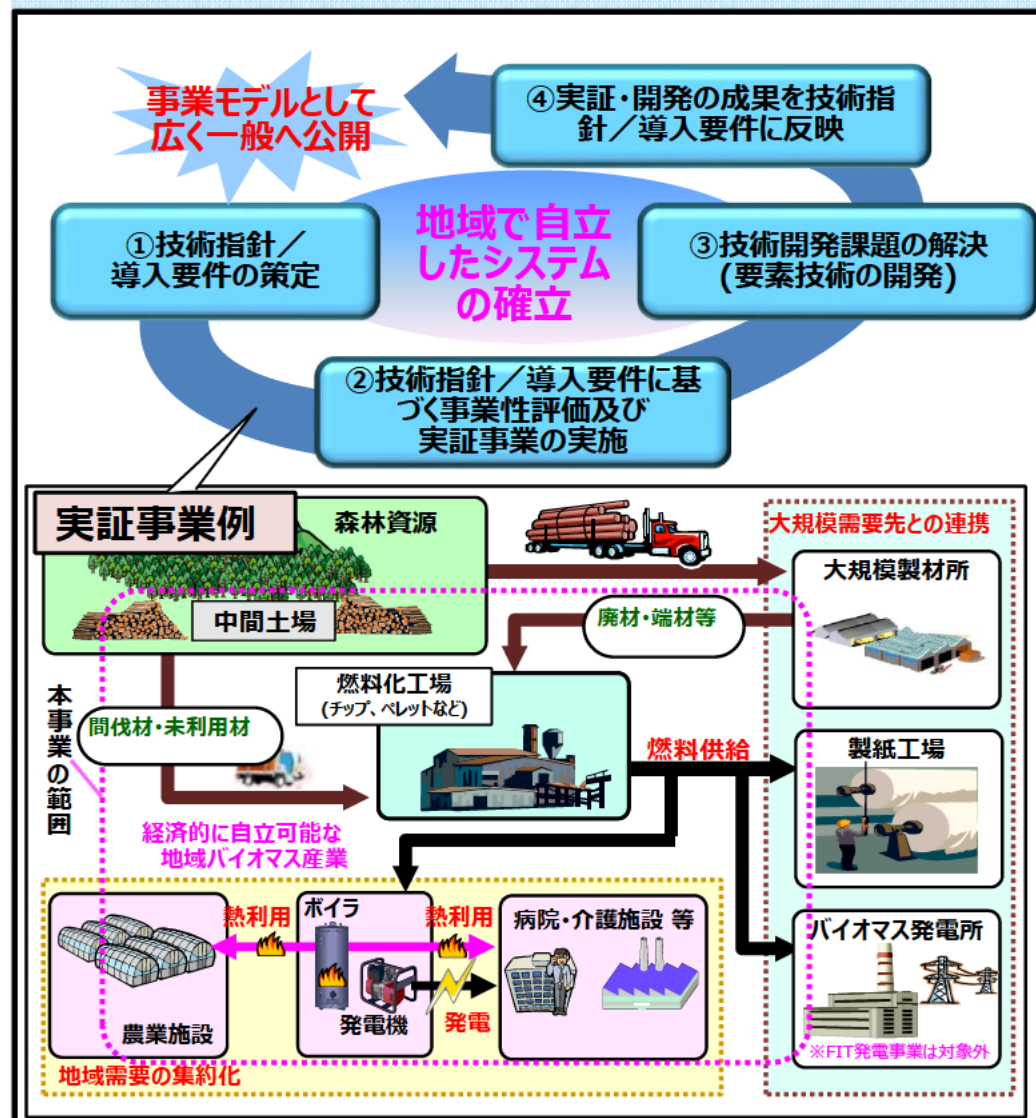 事業モデルとして
広く一般へ公開
④実証・開発の成果を技術指
針／導入要件に反映
①技術指針／
導入要件の策定
地域で自立
したシステム
の確立
③技術開発課題の解決
(要素技術の開発)
②技術指針／導入要件に基
づく事業性評価及び
実証事業の実施
実証事業例
森林資源
中間土場
大規模需要先との連携
大規模製材所
廃材・端材等
燃料化工場
(チップ、ペレットなど)
本事業の範囲
間伐材・未利用材
燃料供給
製紙工場
経済的に自立可能な
地域バイオマス産業
熱利用
ボイラ
熱利用
病院・介護施設 等
バイオマス発電所
農業施設
発電機
発電
※FIT発電事業は対象外
地域需要の集約化